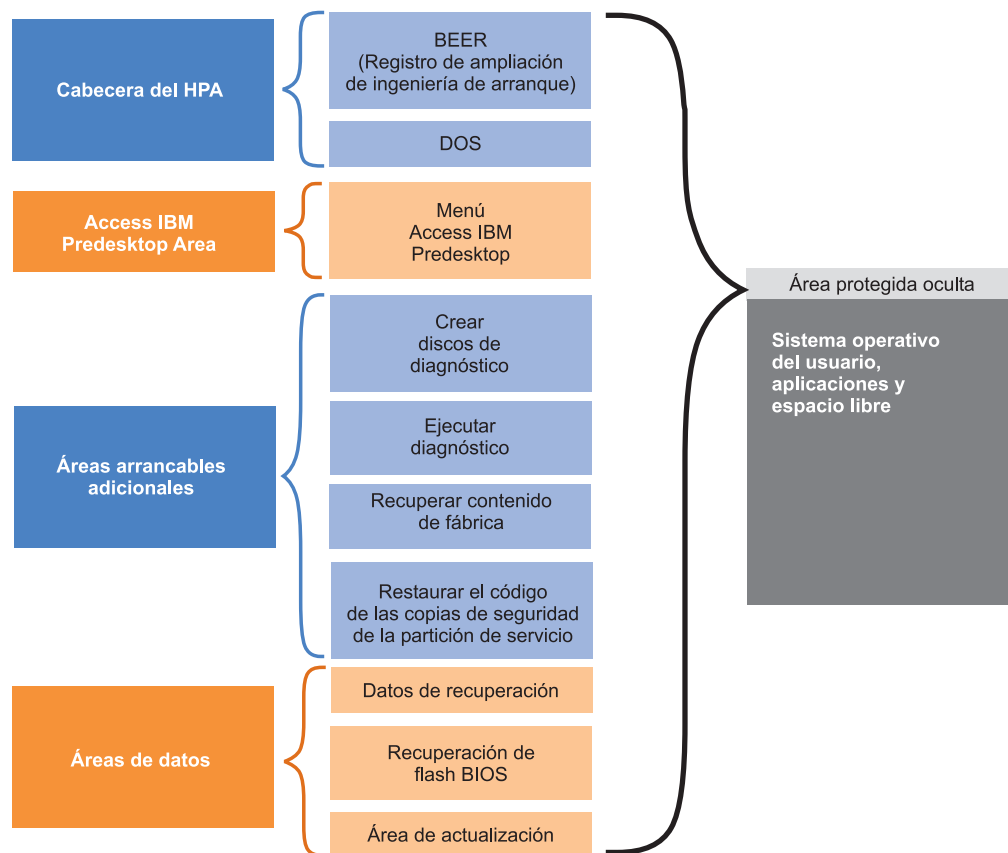 Cabecera del HPA
BEER
(Registro de ampliación
de ingeniería de arranque)
DOS
Access IBM
Predesktop Area
Menú
Access IBM
Predesktop
Áreas arrancables
adicionales
Crear
discos de
diagnóstico
Ejecutar
diagnóstico
Recuperar contenido
de fábrica
Restaurar el código
de las copias de seguridad
de la partición de servicio
Áreas de datos
Datos de recuperación
Recuperación de
flash BIOS
Área de actualización
Área protegida oculta
Sistema operativo
del usuario,
aplicaciones y
espacio libre